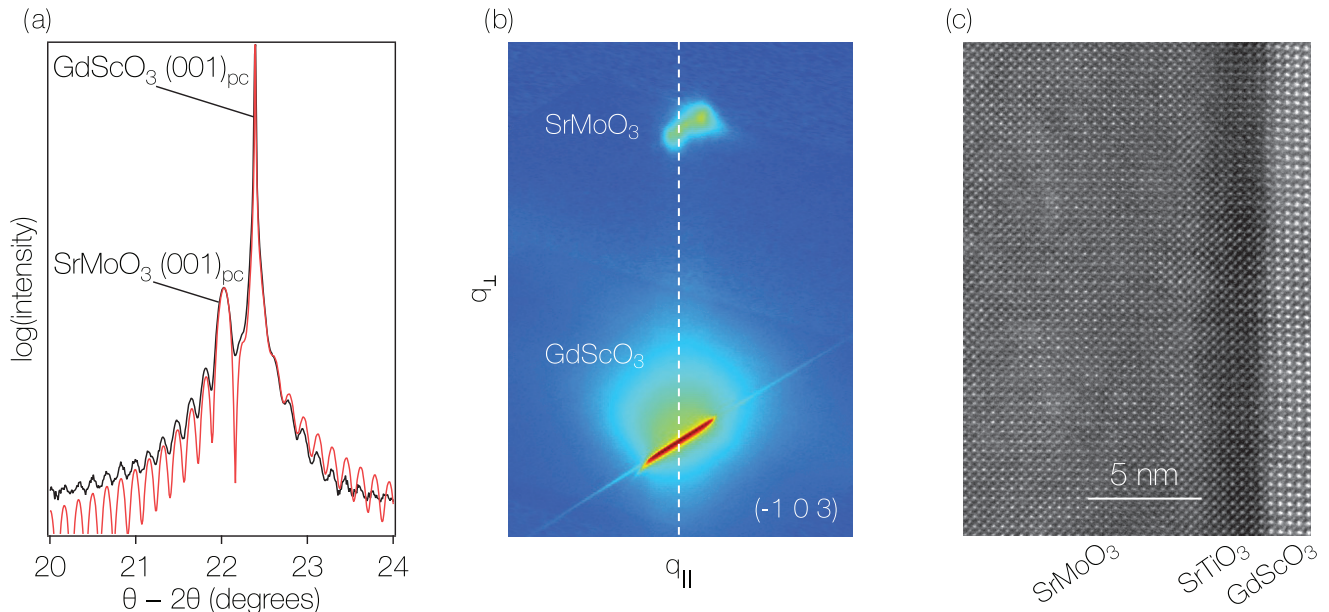 (a)
GdScO3 (001)pc
SrMoO3 (001)pc
log(intensity)
20
21
22
23
24
θ – 2θ (degrees)
(b)
SrMoO3
GdScO3
(-1 0 3)
q⊥
q||
(c)
5 nm
SrMoO3
SrTiO3
GdScO3